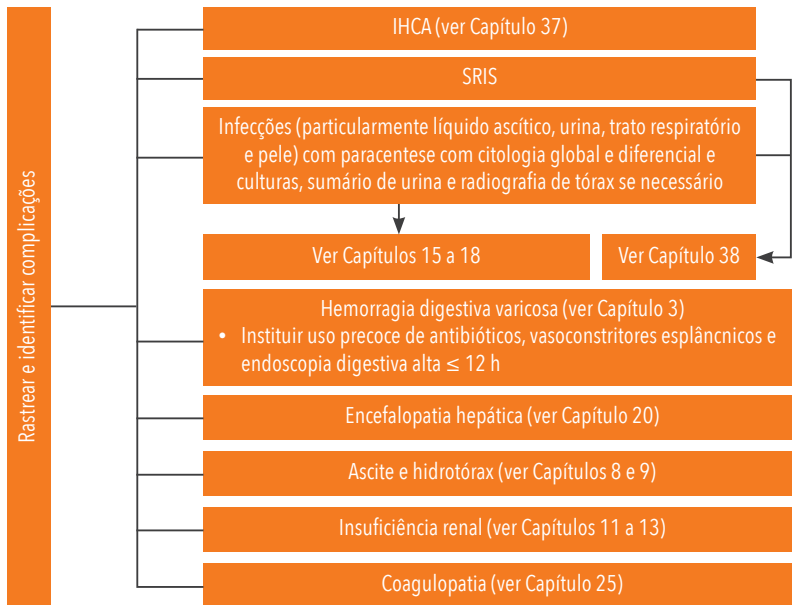 Rastrear e identificar complicações
IHCA (ver Capítulo 37)
SRIS
Infecções (particularmente líquido ascítico, urina, trato respiratório
e pele) com paracentese com citologia global e diferencial e
culturas, sumário de urina e radiografia de tórax se necessário
Ver Capítulos 15 a 18
Ver Capítulo 38
Hemorragia digestiva varicosa (ver Capítulo 3)
• Instituir uso precoce de antibióticos, vasoconstritores esplâncnicos e
endoscopia digestiva alta ≤ 12 h
Encefalopatia hepática (ver Capítulo 20)
Ascite e hidrotórax (ver Capítulos 8 e 9)
Insuficiência renal (ver Capítulos 11 a 13)
Coagulopatia (ver Capítulo 25)